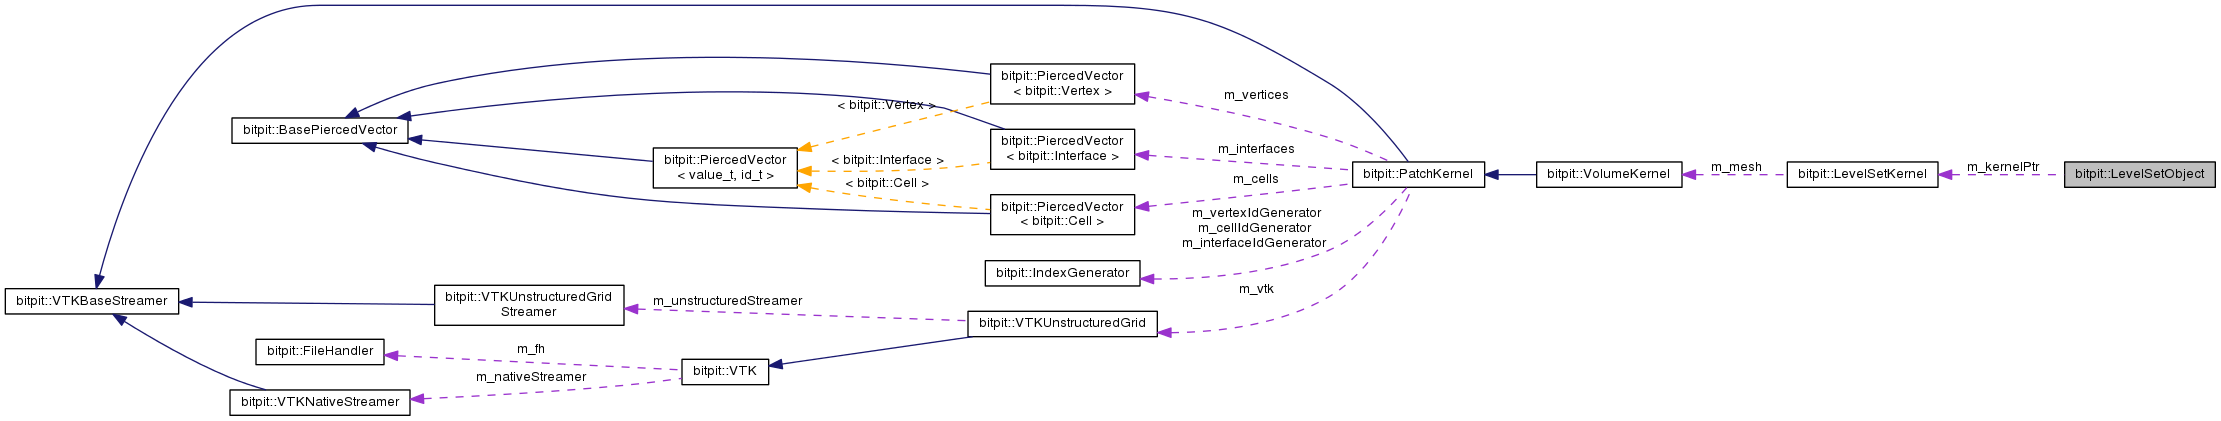 bitpit::PiercedVector
< bitpit::Vertex >
m_vertices
< bitpit::Vertex >
bitpit::BasePiercedVector
bitpit::PiercedVector
< bitpit::Interface >
m_interfaces
bitpit::PiercedVector
< value_t, id_t >
< bitpit::Interface >
< bitpit::Cell >
m_cells
bitpit::PatchKernel
bitpit::VolumeKernel
m_mesh
bitpit::LevelSetKernel
m_kernelPtr
bitpit::LevelSetObject
bitpit::PiercedVector
< bitpit::Cell >
m_vertexIdGenerator
m_cellIdGenerator
m_interfaceIdGenerator
bitpit::IndexGenerator
m_vtk
bitpit::VTKBaseStreamer
bitpit::VTKUnstructuredGrid
Streamer
m_unstructuredStreamer
bitpit::VTKUnstructuredGrid
bitpit::FileHandler
m_fh
bitpit::VTK
m_nativeStreamer
bitpit::VTKNativeStreamer